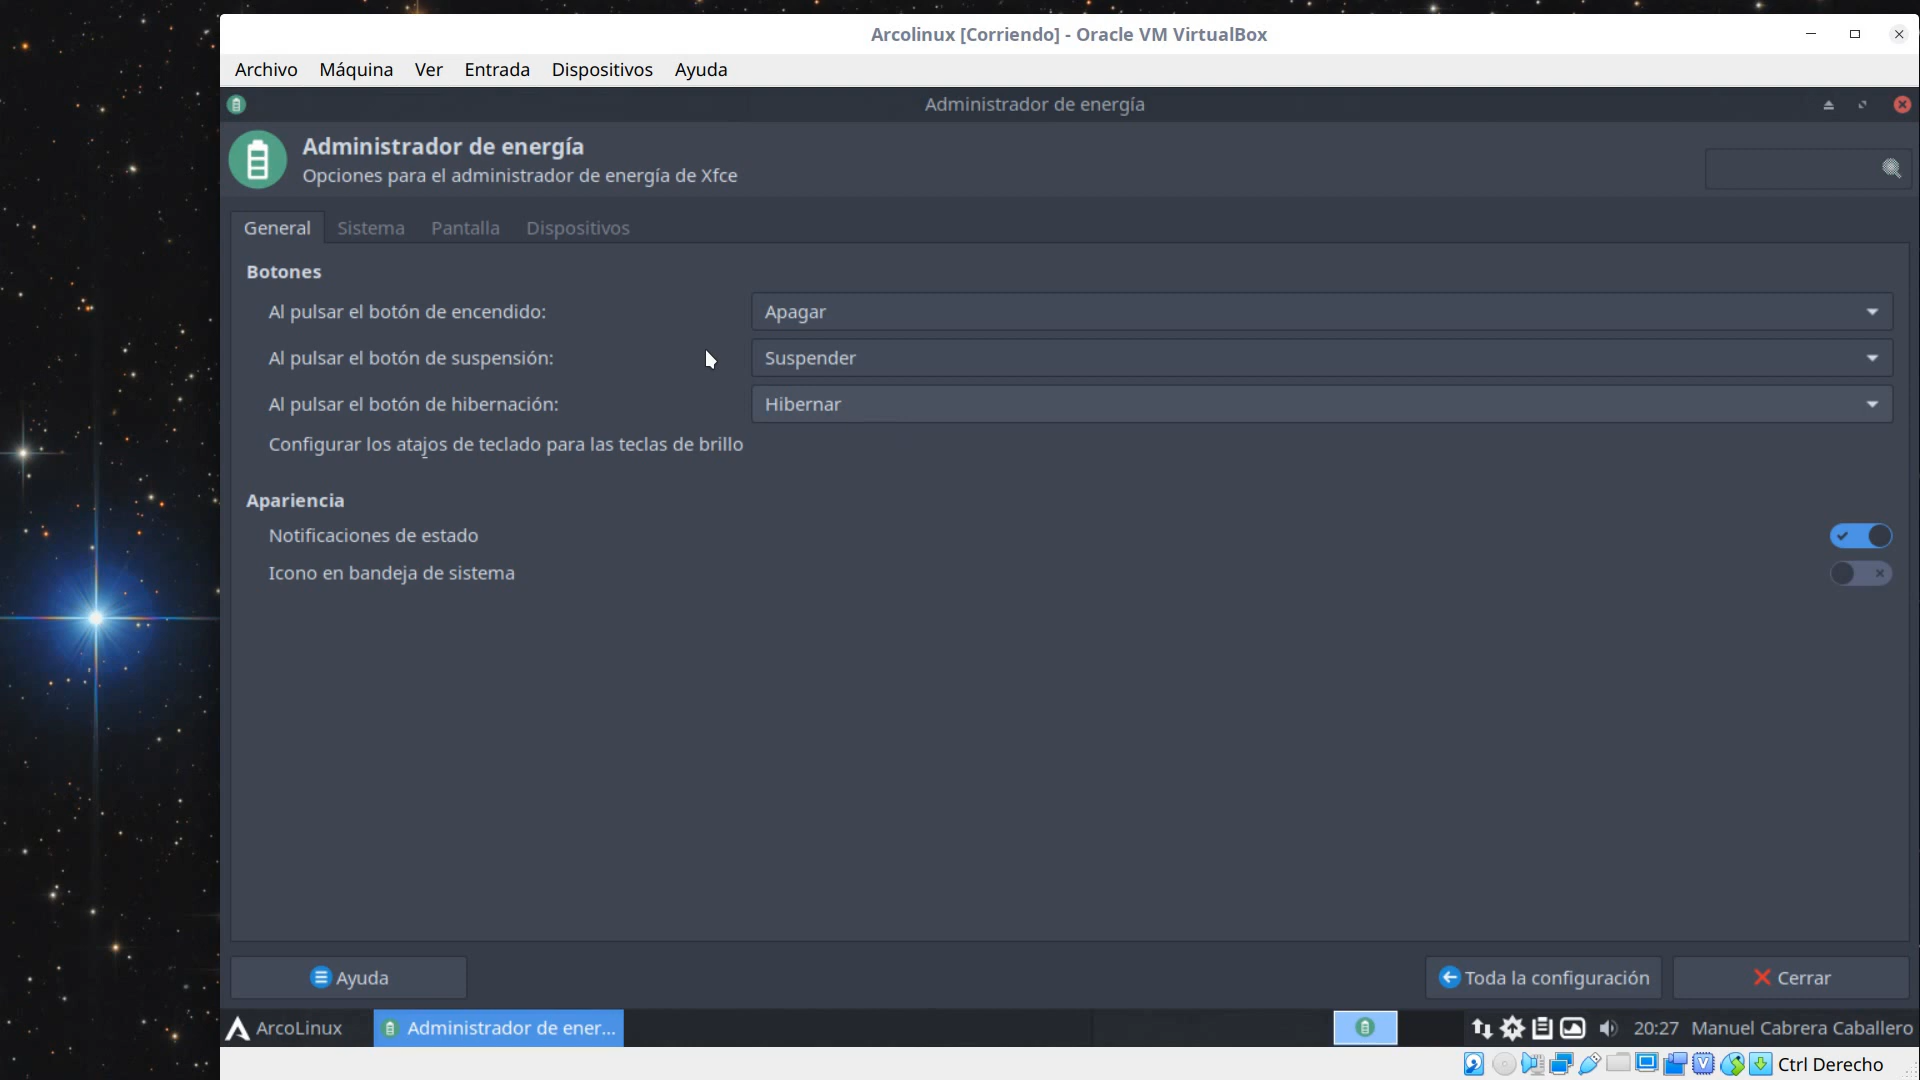 Arcolinux [Corriendo] - Oracle VM VirtualBox
Archivo Máquina Ver Entrada Dispositivos Ayuda
Administrador de energía
Administrador de energía
Opciones para el administrador de energía de Xfce
General Sistema Pantalla Dispositivos
Botones
Al pulsar el botón de encendido: Apagar
Al pulsar el botón de suspensión: Suspender
Al pulsar el botón de hibernación: Hibernar
Configurar los atajos de teclado para las teclas de brillo
Apariencia
Notificaciones de estado
Icono en bandeja de sistema
Ayuda Toda la configuración Cerrar
ArcoLinux Administrador de ener... 20:27 Manuel Cabrera Caballero
Ctrl Derecho